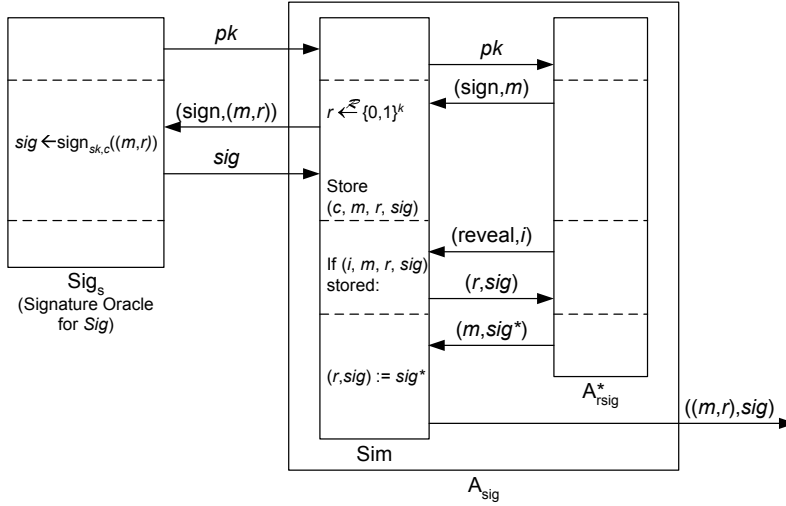 pk
pk
(sign,m)
(sign,(m,r))
r ←ℛ {0,1}ᵏ
sig ←sign_{sk,c}((m,r))
sig
Store
(c, m, r, sig)
(reveal,i)
If (i, m, r, sig)
stored:
(r,sig)
Sig_s
(Signature Oracle
for Sig)
(m,sig*)
(r,sig) := sig*
A*_{rsig}
((m,r),sig)
Sim
A_{sig}